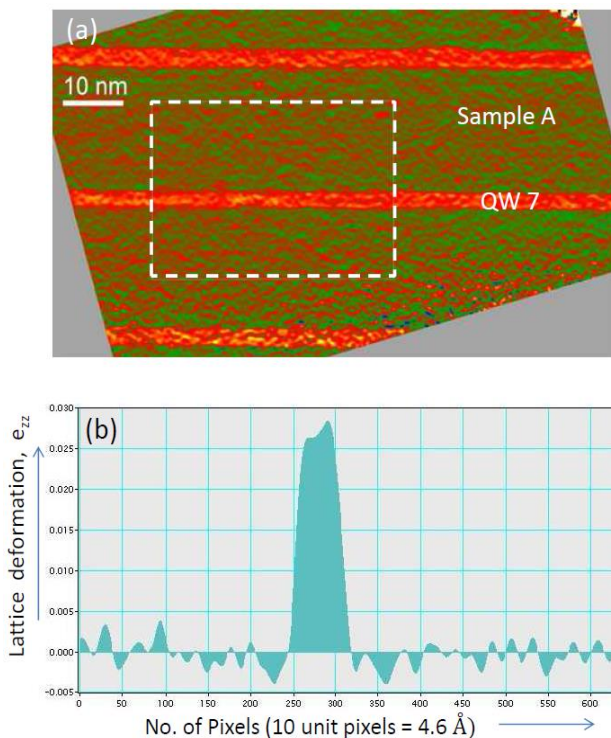 (a)
10 nm
Sample A
QW 7
(b)
Lattice deformation, e_zz
0.030
0.025
0.020
0.015
0.010
0.005
0.000
-0.005
0 50 100 150 200 250 300 350 400 450 500 550 600
No. of Pixels (10 unit pixels = 4.6 Å)